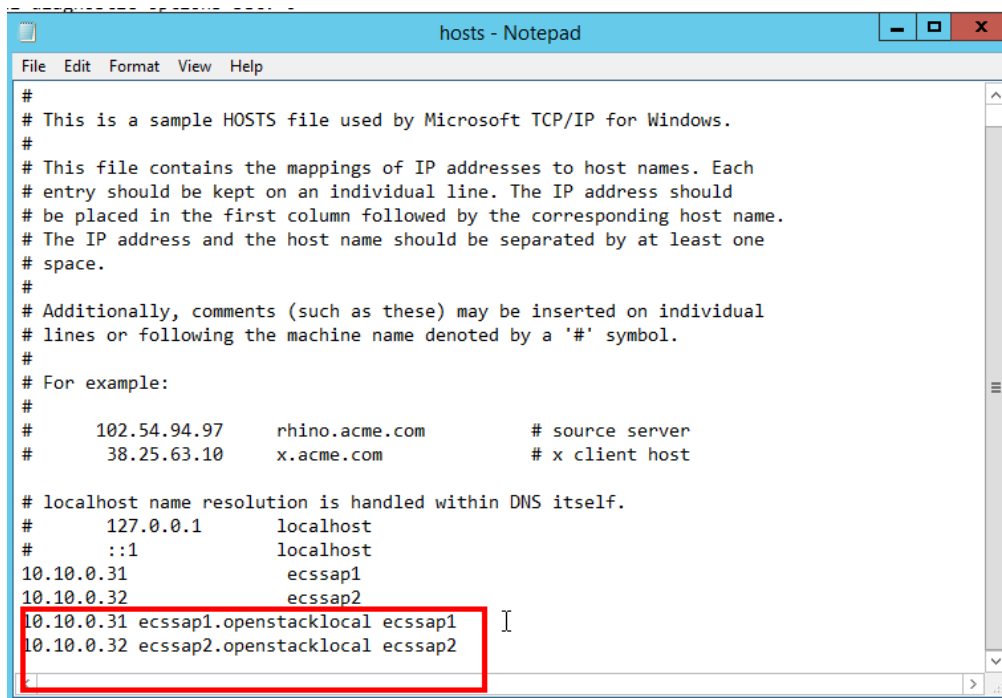 hosts - Notepad
File Edit Format View Help
#
# This is a sample HOSTS file used by Microsoft TCP/IP for Windows.
#
# This file contains the mappings of IP addresses to host names. Each
# entry should be kept on an individual line. The IP address should
# be placed in the first column followed by the corresponding host name.
# The IP address and the host name should be separated by at least one
# space.
#
# Additionally, comments (such as these) may be inserted on individual
# lines or following the machine name denoted by a '#' symbol.
#
# For example:
#
# 102.54.94.97 rhino.acme.com # source server
# 38.25.63.10 x.acme.com # x client host
# localhost name resolution is handled within DNS itself.
# 127.0.0.1 localhost
# ::1 localhost
10.10.0.31 ecssap1
10.10.0.32 ecssap2
10.10.0.31 ecssap1.openstacklocal ecssap1
10.10.0.32 ecssap2.openstacklocal ecssap2